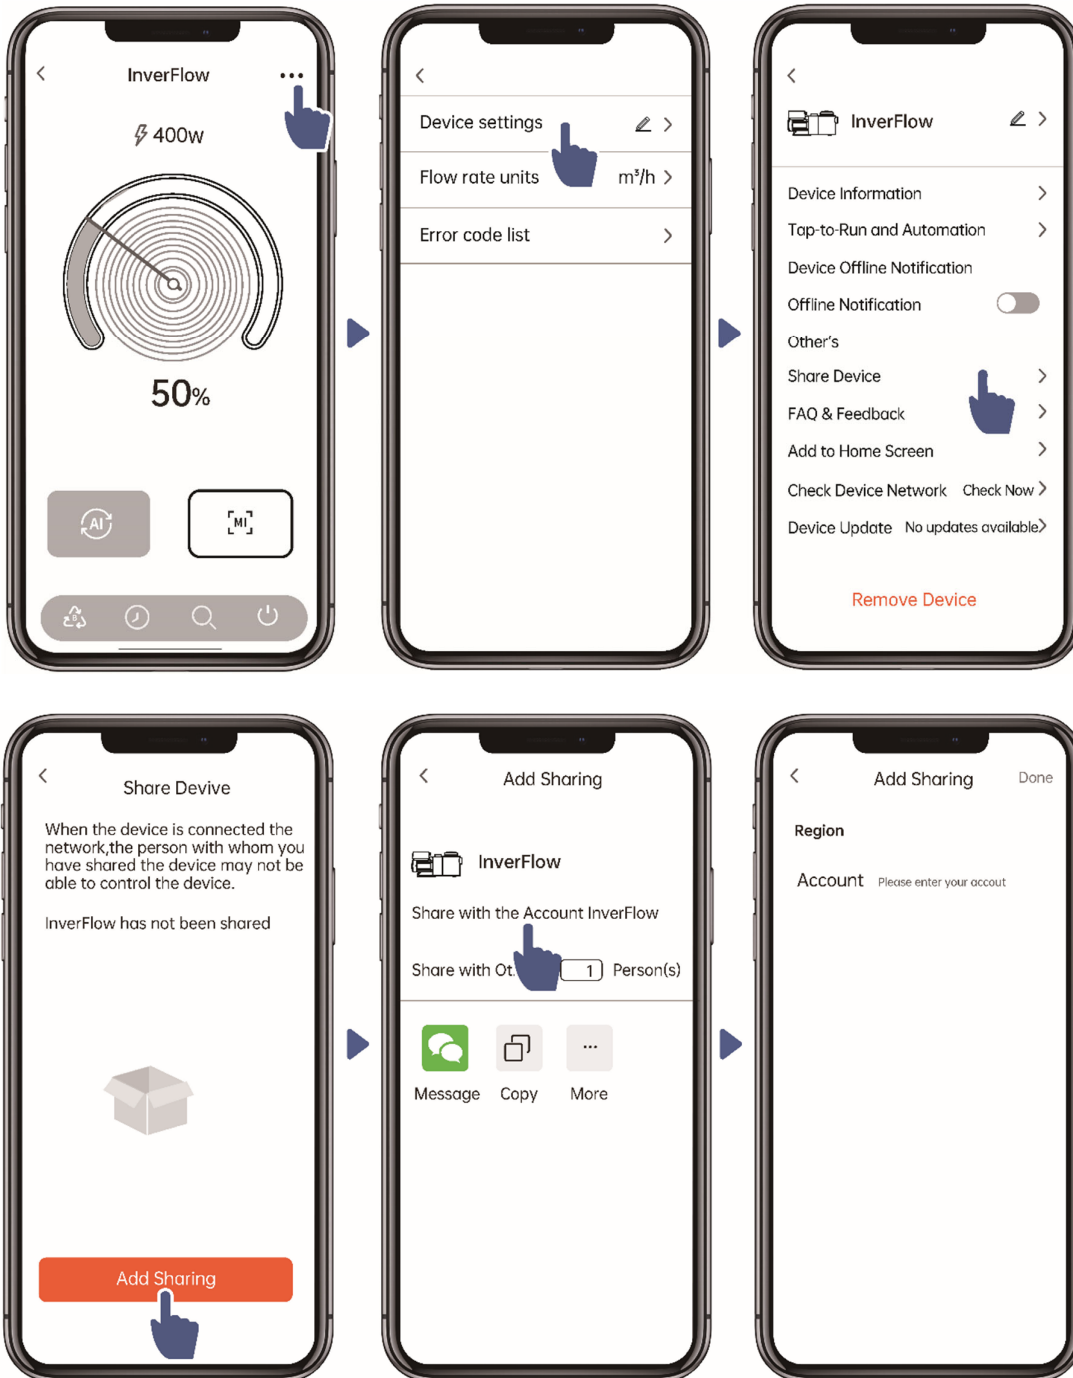 InverFlow
400w
50%
AI
MI
B
Device settings
Flow rate units m³/h
Error code list
InverFlow
Device Information
Tap-to-Run and Automation
Device Offline Notification
Offline Notification
Other's
Share Device
FAQ & Feedback
Add to Home Screen
Check Device Network Check Now
Device Update No updates available
Remove Device
Share Devive
When the device is connected the
network,the person with whom you
have shared the device may not be
able to control the device.
InverFlow has not been shared
Add Sharing
Add Sharing
InverFlow
Share with the Account InverFlow
Share with Ot 1 Person(s)
Message Copy More
Add Sharing Done
Region
Account Please enter your accout